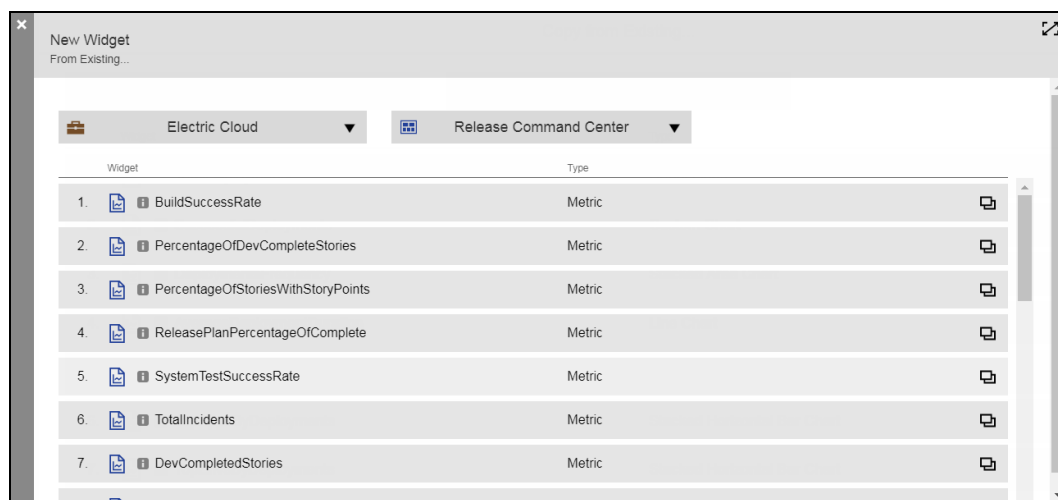 New Widget
From Existing...
Electric Cloud
Release Command Center
Widget Type
1. BuildSuccessRate Metric
2. PercentageOfDevCompleteStories Metric
3. PercentageOfStoriesWithStoryPoints Metric
4. ReleasePlanPercentageOfComplete Metric
5. SystemTestSuccessRate Metric
6. TotalIncidents Metric
7. DevCompletedStories Metric